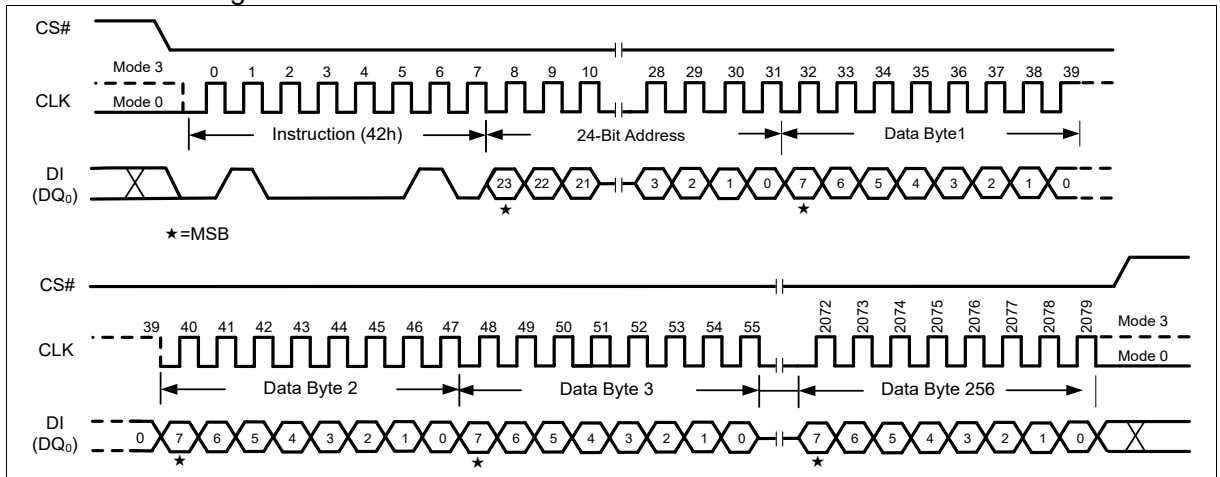 CS#
Mode 3
0 1 2 3 4 5 6 7 8 9 10 28 29 30 31 32 33 34 35 36 37 38 39
CLK
Mode 0
Instruction (42h) 24-Bit Address Data Byte1
DI
(DQ0)
23 22 21 3 2 1 0 7 6 5 4 3 2 1 0
★ ★
★=MSB
CS#
39 40 41 42 43 44 45 46 47 48 49 50 51 52 53 54 55 2072 2073 2074 2075 2076 2077 2078 2079
Mode 3
CLK
Mode 0
Data Byte 2 Data Byte 3 Data Byte 256
DI
(DQ0)
0 7 6 5 4 3 2 1 0 7 6 5 4 3 2 1 0 7 6 5 4 3 2 1 0
★ ★ ★